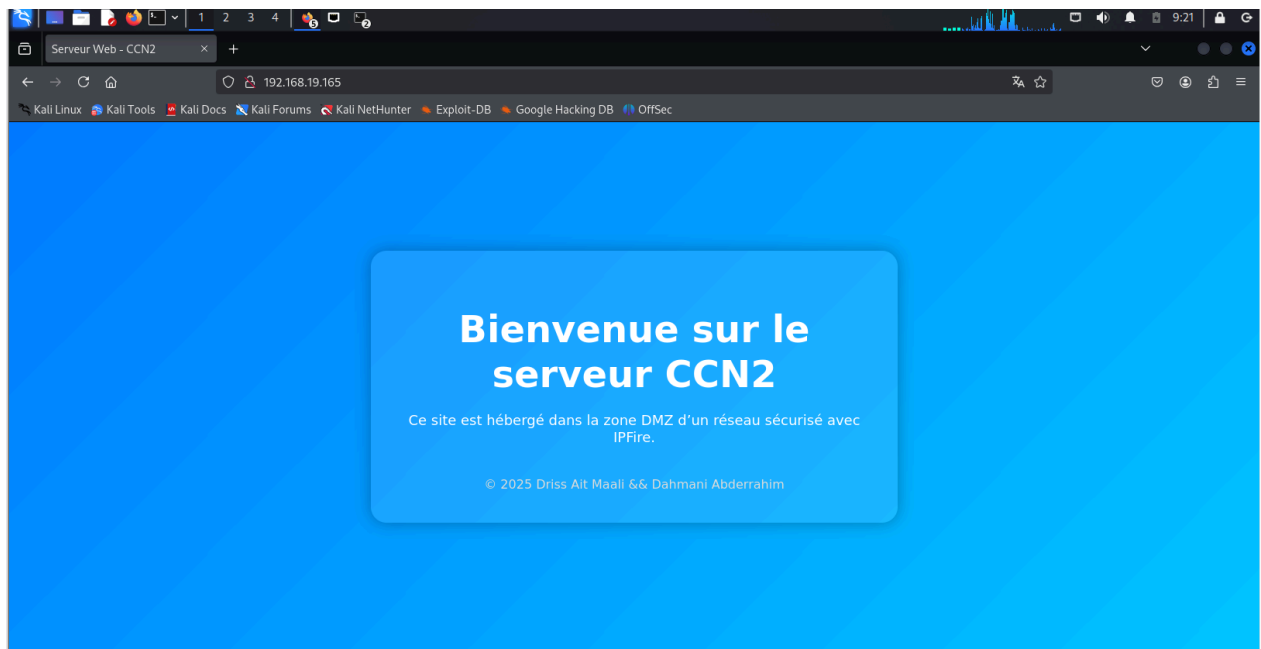 1 2 3 4 5 2 9:21
Serveur Web - CCN2
192.168.19.165
Kali Linux Kali Tools Kali Docs Kali Forums Kali NetHunter Exploit-DB Google Hacking DB OffSec
Bienvenue sur le
serveur CCN2
Ce site est hébergé dans la zone DMZ d’un réseau sécurisé avec
IPFire.
© 2025 Driss Ait Maali && Dahmani Abderrahim